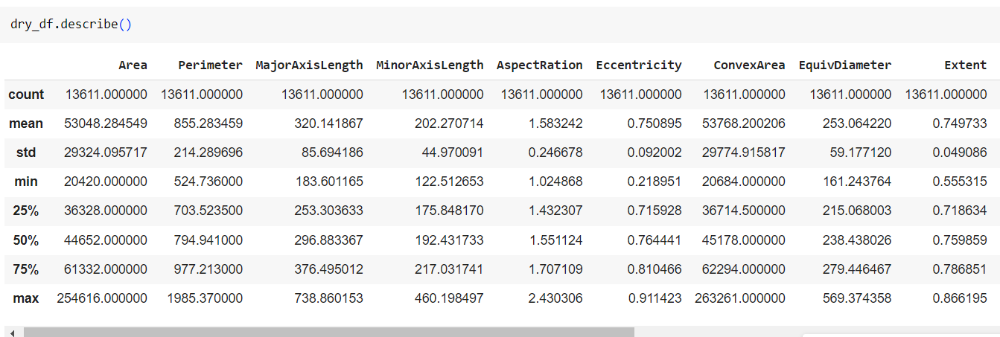 dry_df.describe()
Area Perimeter MajorAxisLength MinorAxisLength AspectRation Eccentricity ConvexArea EquivDiameter Extent
count 13611.000000 13611.000000 13611.000000 13611.000000 13611.000000 13611.000000 13611.000000 13611.000000 13611.000000
mean 53048.284549 855.283459 320.141867 202.270714 1.583242 0.750895 53768.200206 253.064220 0.749733
std 29324.095717 214.289696 85.694186 44.970091 0.246678 0.092002 29774.915817 59.177120 0.049086
min 20420.000000 524.736000 183.601165 122.512653 1.024868 0.218951 20684.000000 161.243764 0.555315
25% 36328.000000 703.523500 253.303633 175.848170 1.432307 0.715928 36714.500000 215.068003 0.718634
50% 44652.000000 794.941000 296.883367 192.431733 1.551124 0.764441 45178.000000 238.438026 0.759859
75% 61332.000000 977.213000 376.495012 217.031741 1.707109 0.810466 62294.000000 279.446467 0.786851
max 254616.000000 1985.370000 738.860153 460.198497 2.430306 0.911423 263261.000000 569.374358 0.866195